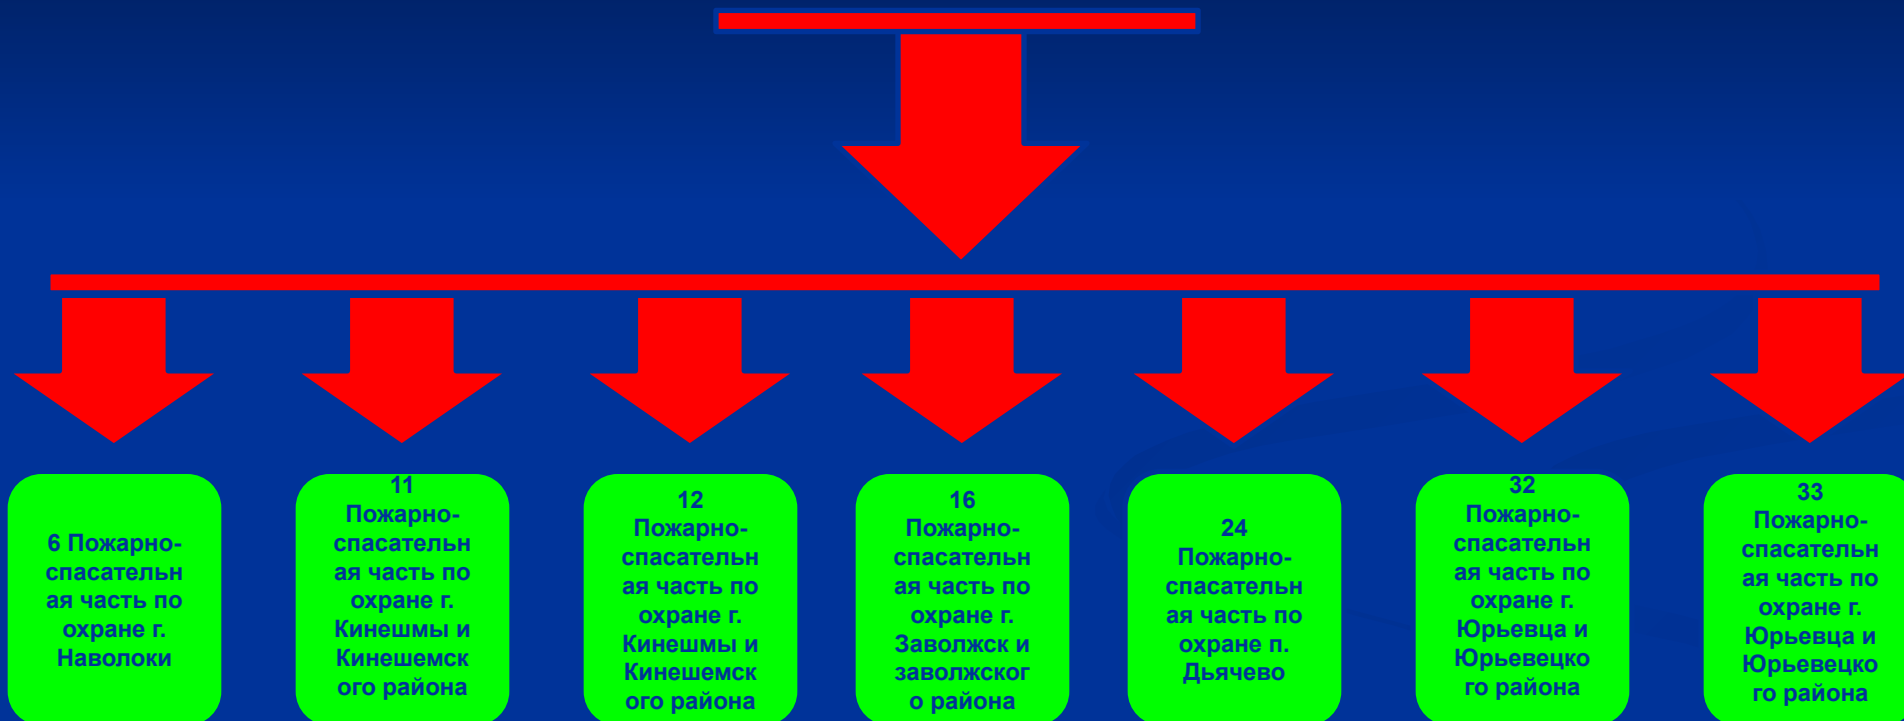 6 Пожарно-
спасательн
ая часть по
охране г.
Наволоки
11
Пожарно-
спасательн
ая часть по
охране г.
Кинешмы и
Кинешемск
ого района
12
Пожарно-
спасательн
ая часть по
охране г.
Кинешмы и
Кинешемск
ого района
16
Пожарно-
спасательн
ая часть по
охране г.
Заволжск и
заволжског
о района
24
Пожарно-
спасательн
ая часть по
охране п.
Дьячево
32
Пожарно-
спасательн
ая часть по
охране г.
Юрьевца и
Юрьевецко
го района
33
Пожарно-
спасательн
ая часть по
охране г.
Юрьевца и
Юрьевецко
го района